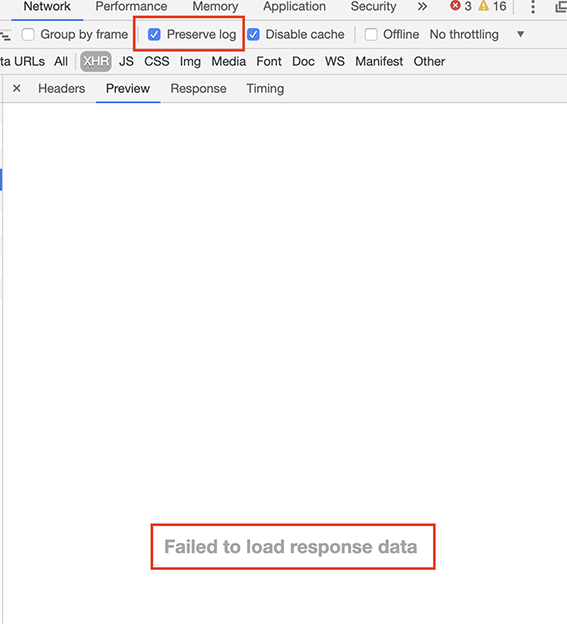 Network Performance Memory Application Security » 3 16
Group by frame Preserve log Disable cache Offline No throttling ▼
ta URLs All XHR JS CSS Img Media Font Doc WS Manifest Other
× Headers Preview Response Timing
Failed to load response data